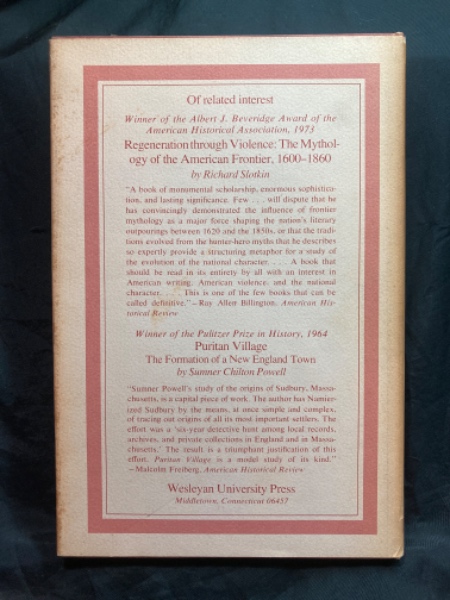 Of related interest
Winner of the Albert J. Beveridge Award of the
American Historical Association, 1973
Regeneration through Violence: The Mythol-
ogy of the American Frontier, 1600–1860
by Richard Slotkin
"A book of monumental scholarship, enormous sophistica-
tion, and lasting significance. Few . . . will dispute that he
has convincingly demonstrated the influence of frontier
mythology as a major force shaping the nation's literary
outpourings between 1620 and the 1850s, or that the tradi-
tions evolved from the hunter-hero myths that he describes
so expertly provide a structuring metaphor for a study of
the evolution of the national character. . . . A book that
should be read in its entirety by all with an interest in
American writing, American violence, and the national
character. . . . This is one of the few books that can be
called definitive."–Ray Allen Billington, American His-
torical Review
Winner of the Pulitzer Prize in History, 1964
Puritan Village
The Formation of a New England Town
by Sumner Chilton Powell
"Sumner Powell's study of the origins of Sudbury, Massa-
chusetts, is a capital piece of work. The author has Namier-
ized Sudbury by the means, at once simple and complex,
of tracing out origins of all its most important settlers. The
effort was a 'six-year detective hunt among local records,
archives, and private collections in England and in Massa-
chusetts.' The result is a triumphant justification of this
effort. Puritan Village is a model study of its kind."
–Malcolm Freiberg, American Historical Review
Wesleyan University Press
Middletown, Connecticut 06457